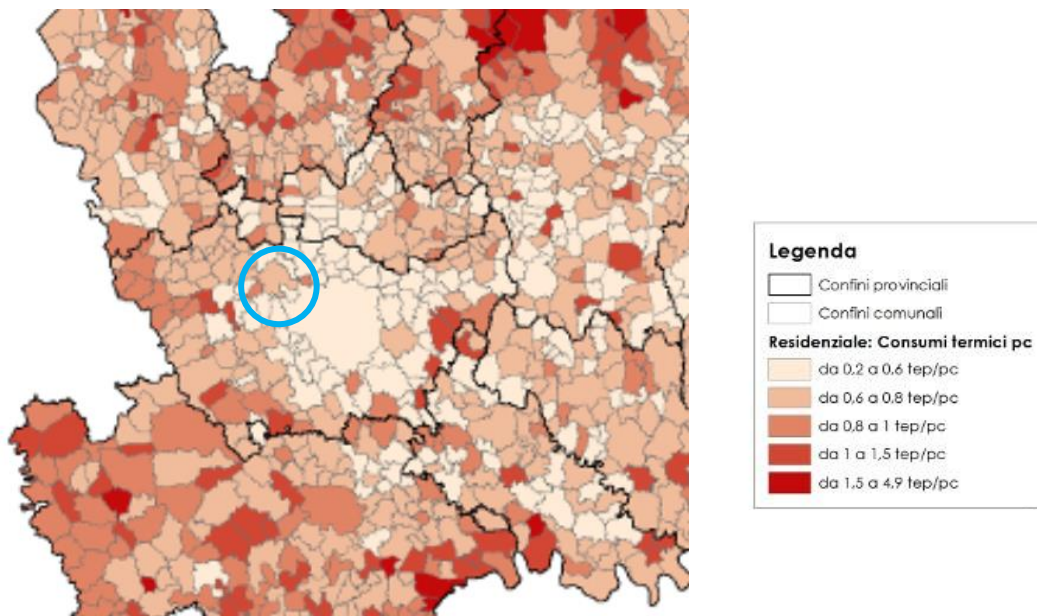 Legenda
Confini provinciali
Confini comunali
Residenziale: Consumi termici pc
da 0,2 a 0,6 tep/pc
da 0,6 a 0,8 tep/pc
da 0,8 a 1 tep/pc
da 1 a 1,5 tep/pc
da 1,5 a 4,9 tep/pc